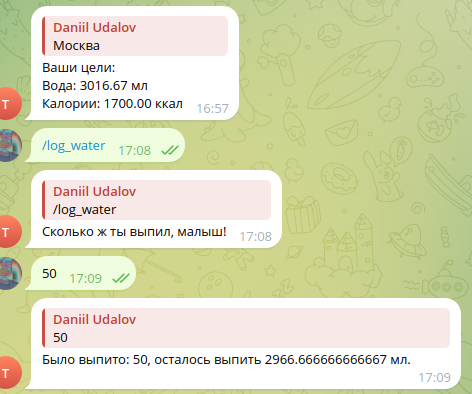 Daniil Udalov
Москва
Ваши цели:
Вода: 3016.67 мл
Калории: 1700.00 ккал 16:57
/log_water 17:08
T
Daniil Udalov
/log_water
Сколько ж ты выпил, малыш! 17:08
T
50 17:09
Daniil Udalov
50
Было выпито: 50, осталось выпить 2966.666666666667 мл.
17:09
T